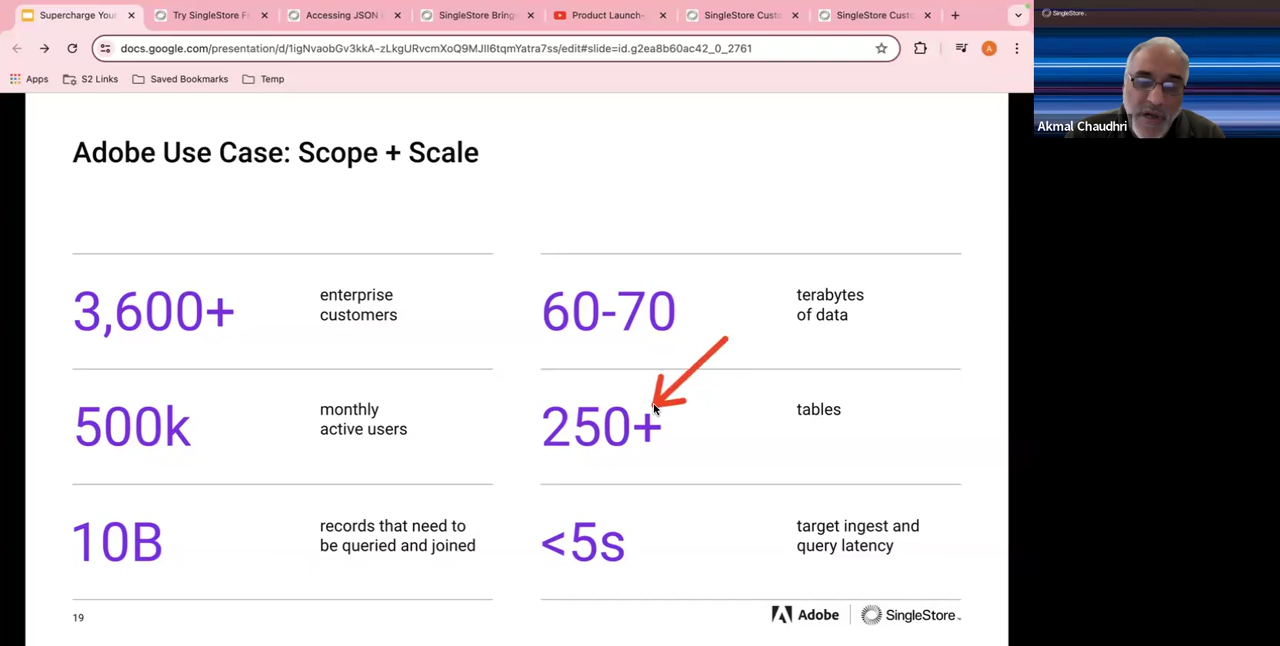 Supercharge Your
Try SingleStore F
Accessing JSON
SingleStore Bring
Product Launch-
SingleStore Custo
SingleStore Custo
docs.google.com/presentation/d/1igNvaobGv3kkA-zLkgURvcmXoQ9MJlI6tqmYatra7ss/edit#slide=id.g2ea8b60ac42_0_2761
A
Apps
S2 Links
Saved Bookmarks
Temp
SingleStore
Akmal Chaudhri
Adobe Use Case: Scope + Scale
3,600+
enterprise
customers
60-70
terabytes
of data
500k
monthly
active users
250+
tables
10B
records that need to
be queried and joined
<5s
target ingest and
query latency
19
Adobe
SingleStore